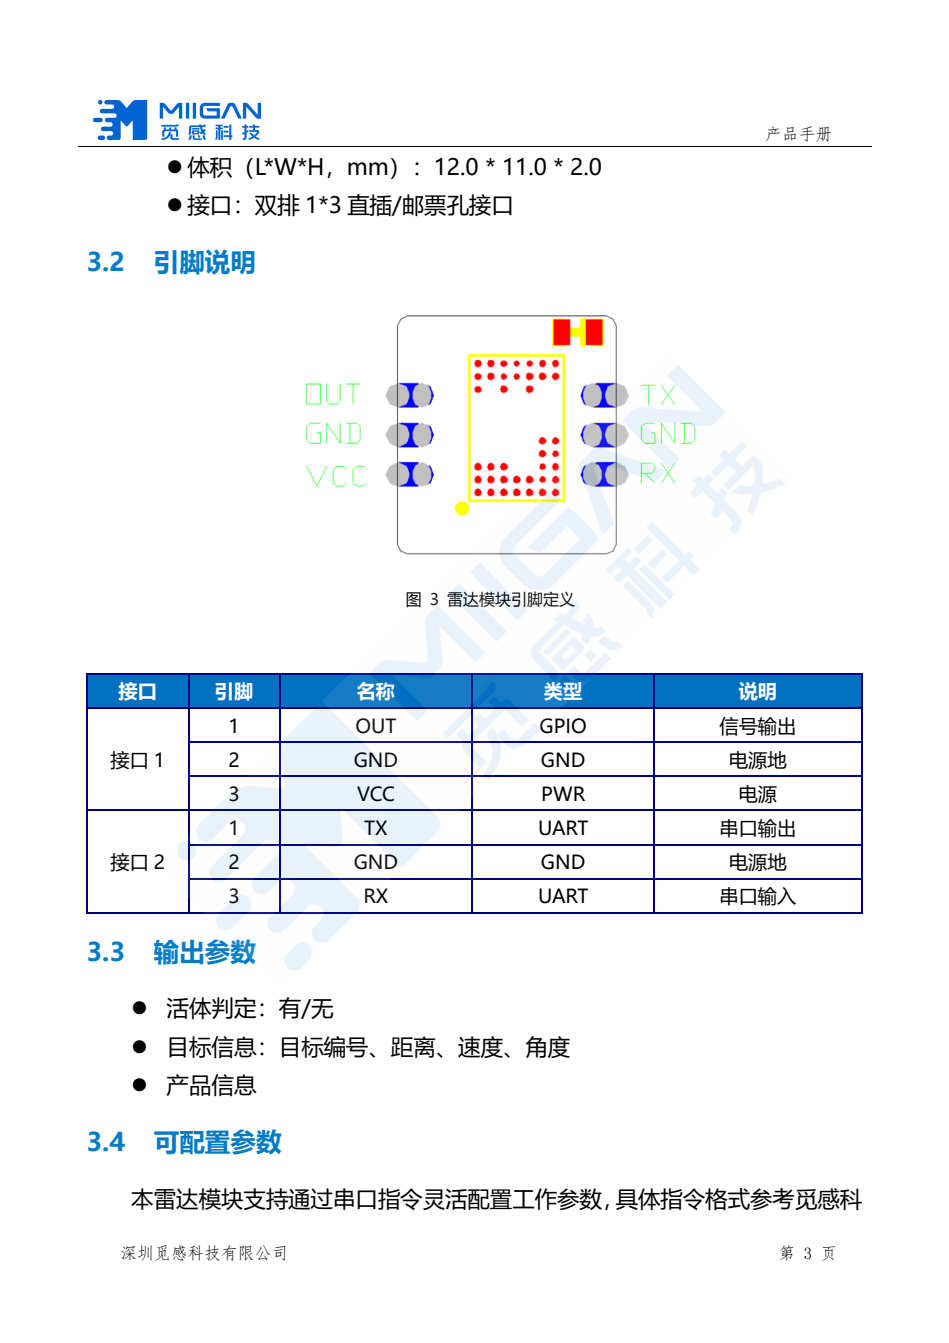 MIIGAN
觅感科技
产品手册
●体积（L*W*H，mm）：12.0 * 11.0 * 2.0
●接口：双排 1*3 直插/邮票孔接口
3.2 引脚说明
OUT TX
GND GND
VCC RX
图 3 雷达模块引脚定义
接口 引脚 名称 类型 说明
接口 1 1 OUT GPIO 信号输出
2 GND GND 电源地
3 VCC PWR 电源
接口 2 1 TX UART 串口输出
2 GND GND 电源地
3 RX UART 串口输入
MIIGAN
觅感科技
3.3 输出参数
● 活体判定：有/无
● 目标信息：目标编号、距离、速度、角度
● 产品信息
3.4 可配置参数
本雷达模块支持通过串口指令灵活配置工作参数，具体指令格式参考觅感科
深圳觅感科技有限公司 第 3 页